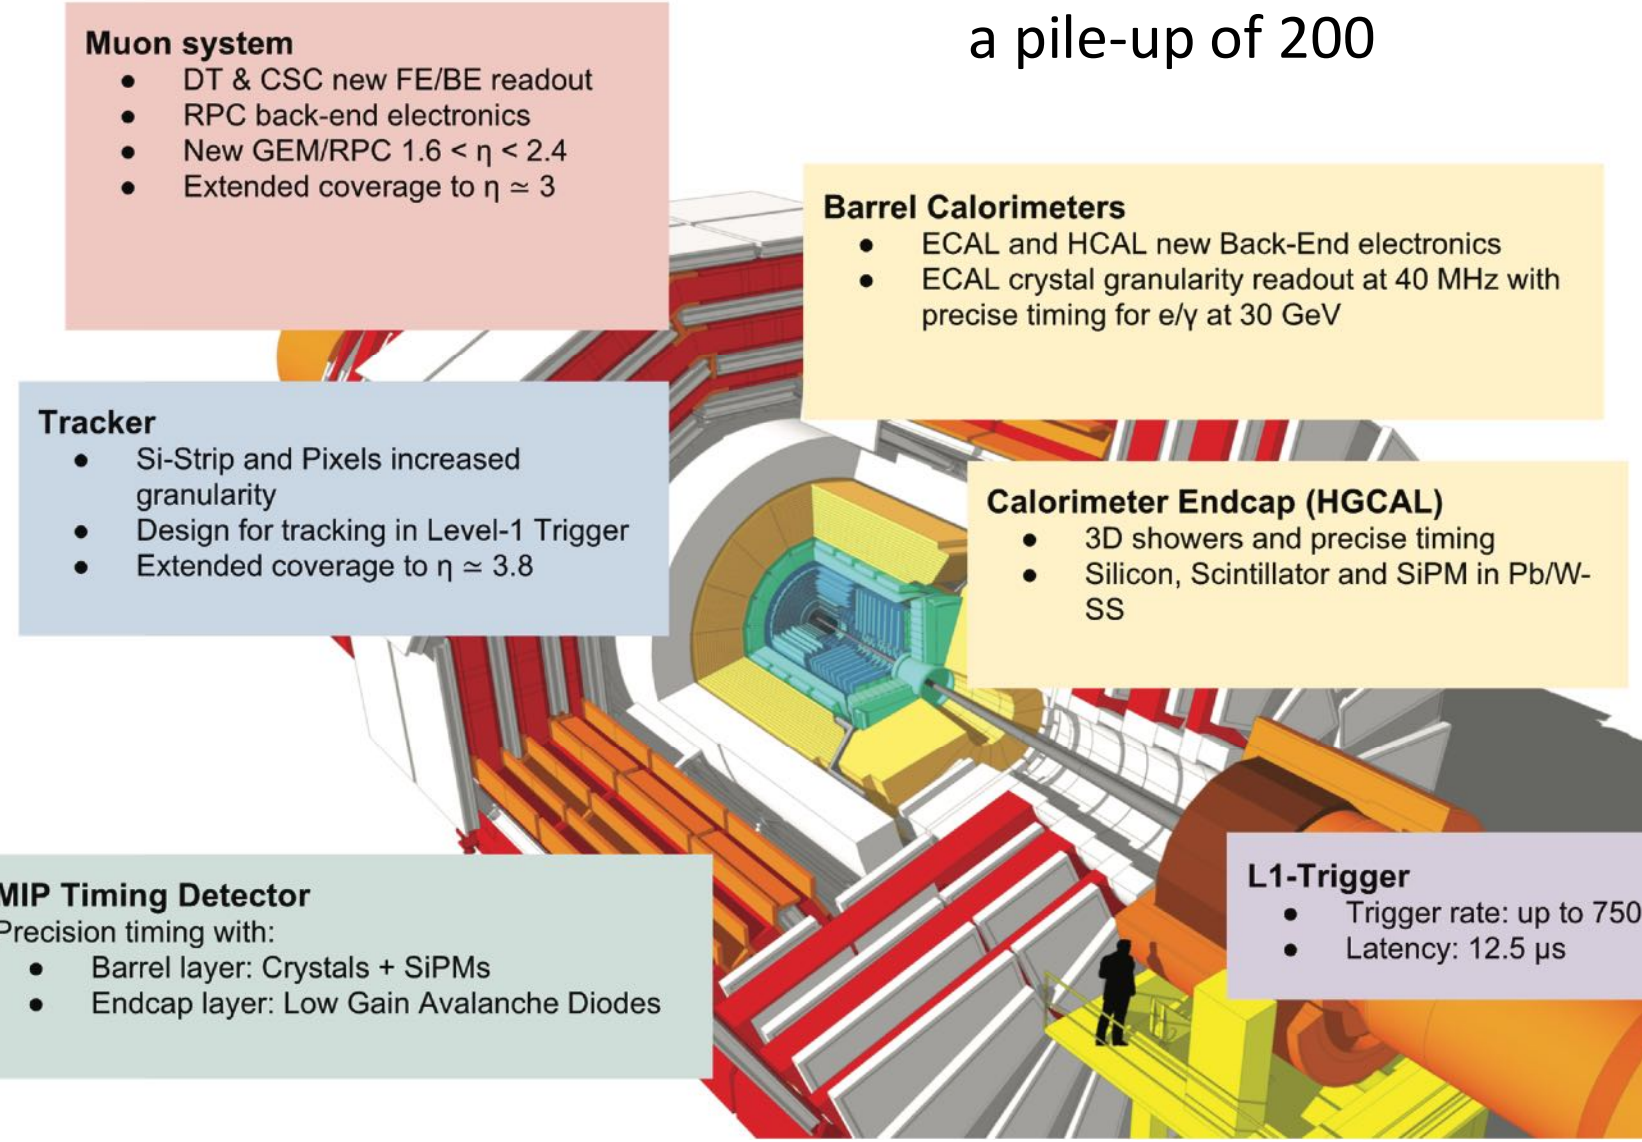 a pile-up of 200
Muon system
● DT & CSC new FE/BE readout
● RPC back-end electronics
● New GEM/RPC 1.6 < η < 2.4
● Extended coverage to η ≃ 3
Barrel Calorimeters
● ECAL and HCAL new Back-End electronics
● ECAL crystal granularity readout at 40 MHz with
precise timing for e/γ at 30 GeV
Tracker
● Si-Strip and Pixels increased
granularity
● Design for tracking in Level-1 Trigger
● Extended coverage to η ≃ 3.8
Calorimeter Endcap (HGCAL)
● 3D showers and precise timing
● Silicon, Scintillator and SiPM in Pb/W-
SS
MIP Timing Detector
Precision timing with:
● Barrel layer: Crystals + SiPMs
● Endcap layer: Low Gain Avalanche Diodes
L1-Trigger
● Trigger rate: up to 750
● Latency: 12.5 µs